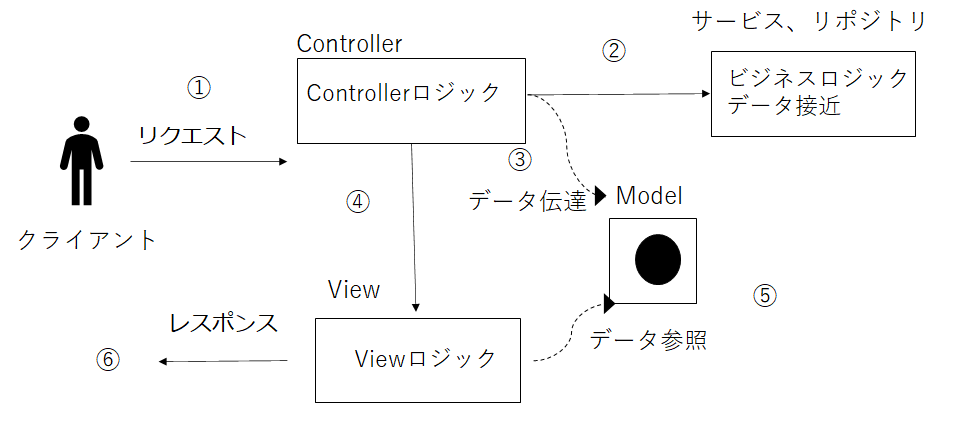 サービス、リポジトリ
Controller
②
ビジネスロジック
データ接近
①
Controllerロジック
リクエスト
③
④
データ伝達
Model
クライアント
View
⑤
レスポンス
データ参照
⑥
Viewロジック